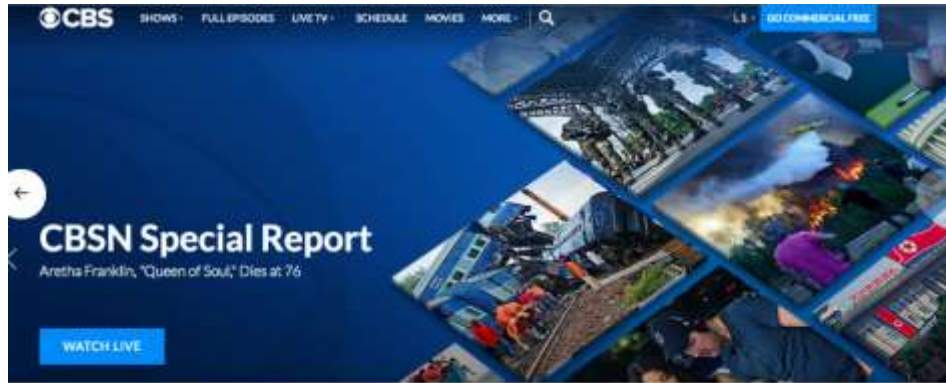 CBS SHOWS FULL EPISODES LIVE TV SCHEDULE MOVIES MORE GO COMMERCIAL FREE
CBSN Special Report
Aretha Franklin, "Queen of Soul," Dies at 76
WATCH LIVE